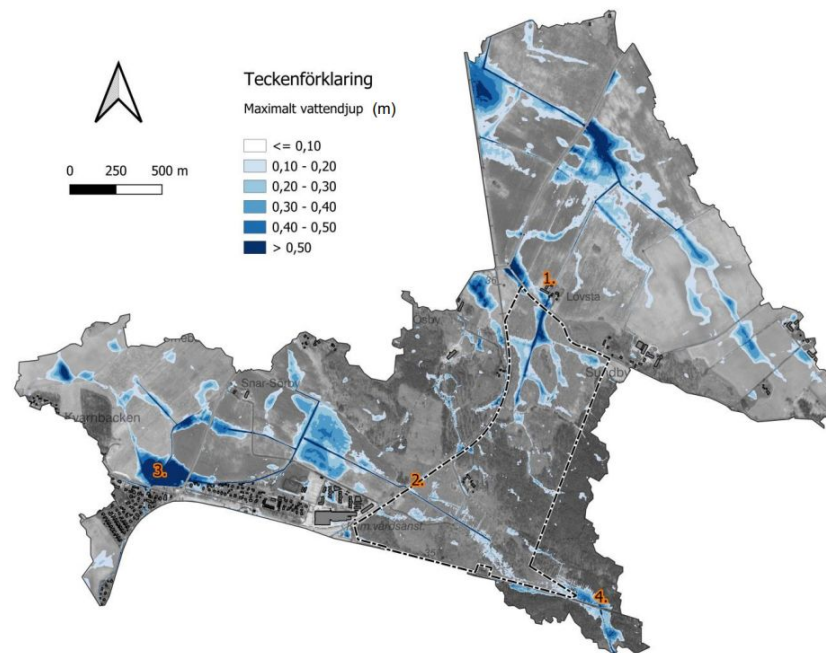 Teckenförklaring
Maximalt vattendjup (m)
<= 0,10
0,10 - 0,20
0,20 - 0,30
0,30 - 0,40
0,40 - 0,50
> 0,50
0 250 500 m
1.
Lövsta
Sundby
Kvarnbacken
3.
2.
4.